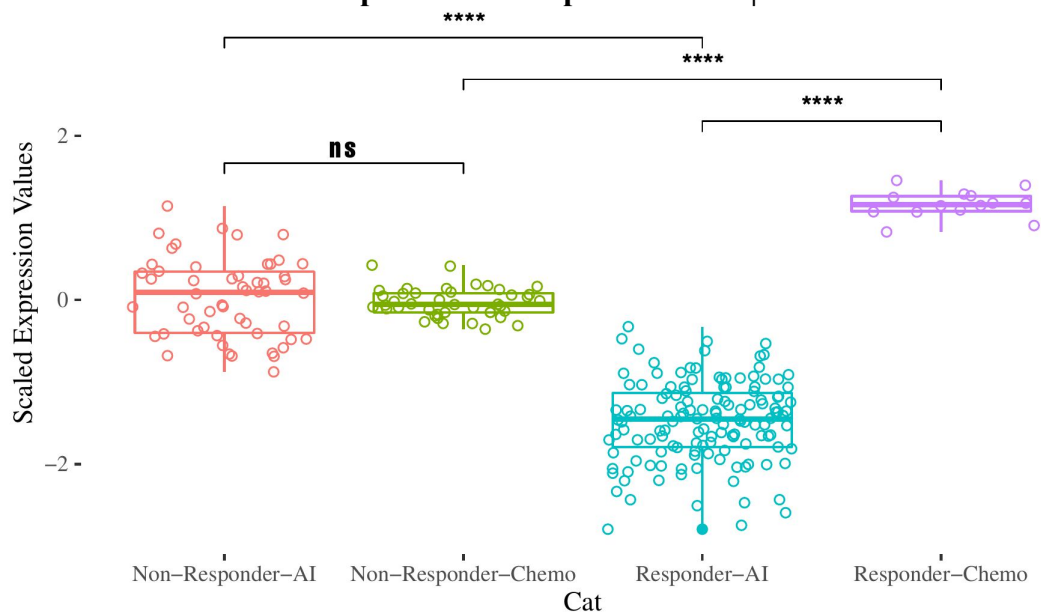 ****
****
****
ns
2
0
−2
Scaled Expression Values
Non−Responder−AI Non−Responder−Chemo Responder−AI Responder−Chemo
Cat